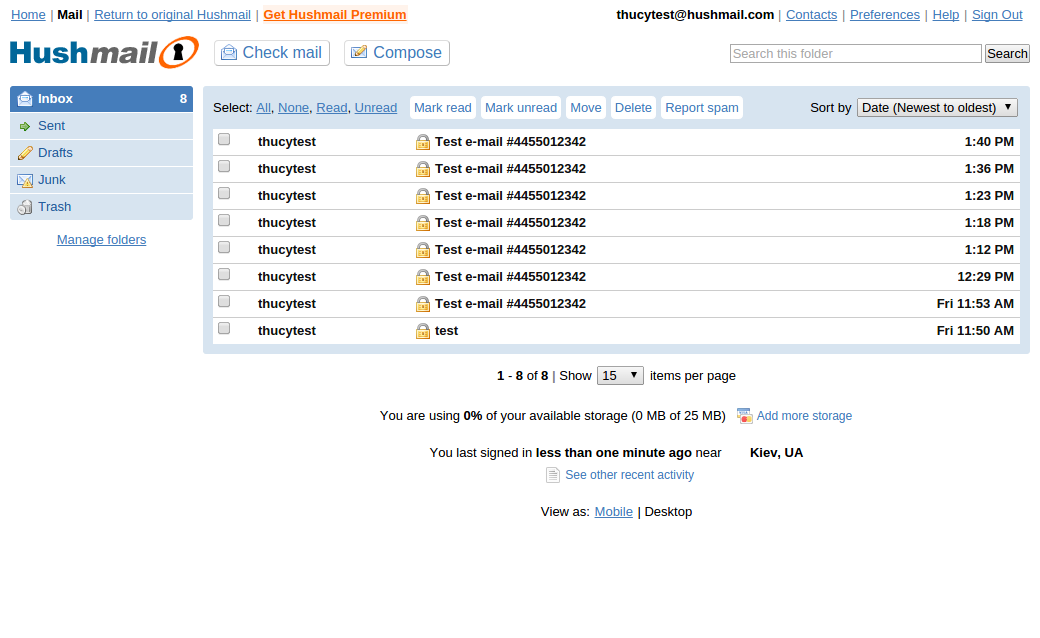 Home | Mail | Return to original Hushmail | Get Hushmail Premium
thucytest@hushmail.com | Contacts | Preferences | Help | Sign Out
Hushmail
Check mail
Compose
Search this folder
Search
Inbox 8
Sent
Drafts
Junk
Trash
Manage folders
Select: All, None, Read, Unread Mark read Mark unread Move Delete Report spam Sort by Date (Newest to oldest)
thucytest Test e-mail #4455012342 1:40 PM
thucytest Test e-mail #4455012342 1:36 PM
thucytest Test e-mail #4455012342 1:23 PM
thucytest Test e-mail #4455012342 1:18 PM
thucytest Test e-mail #4455012342 1:12 PM
thucytest Test e-mail #4455012342 12:29 PM
thucytest Test e-mail #4455012342 Fri 11:53 AM
thucytest test Fri 11:50 AM
1 - 8 of 8 | Show 15 items per page
You are using 0% of your available storage (0 MB of 25 MB) Add more storage
You last signed in less than one minute ago near Kiev, UA
See other recent activity
View as: Mobile | Desktop